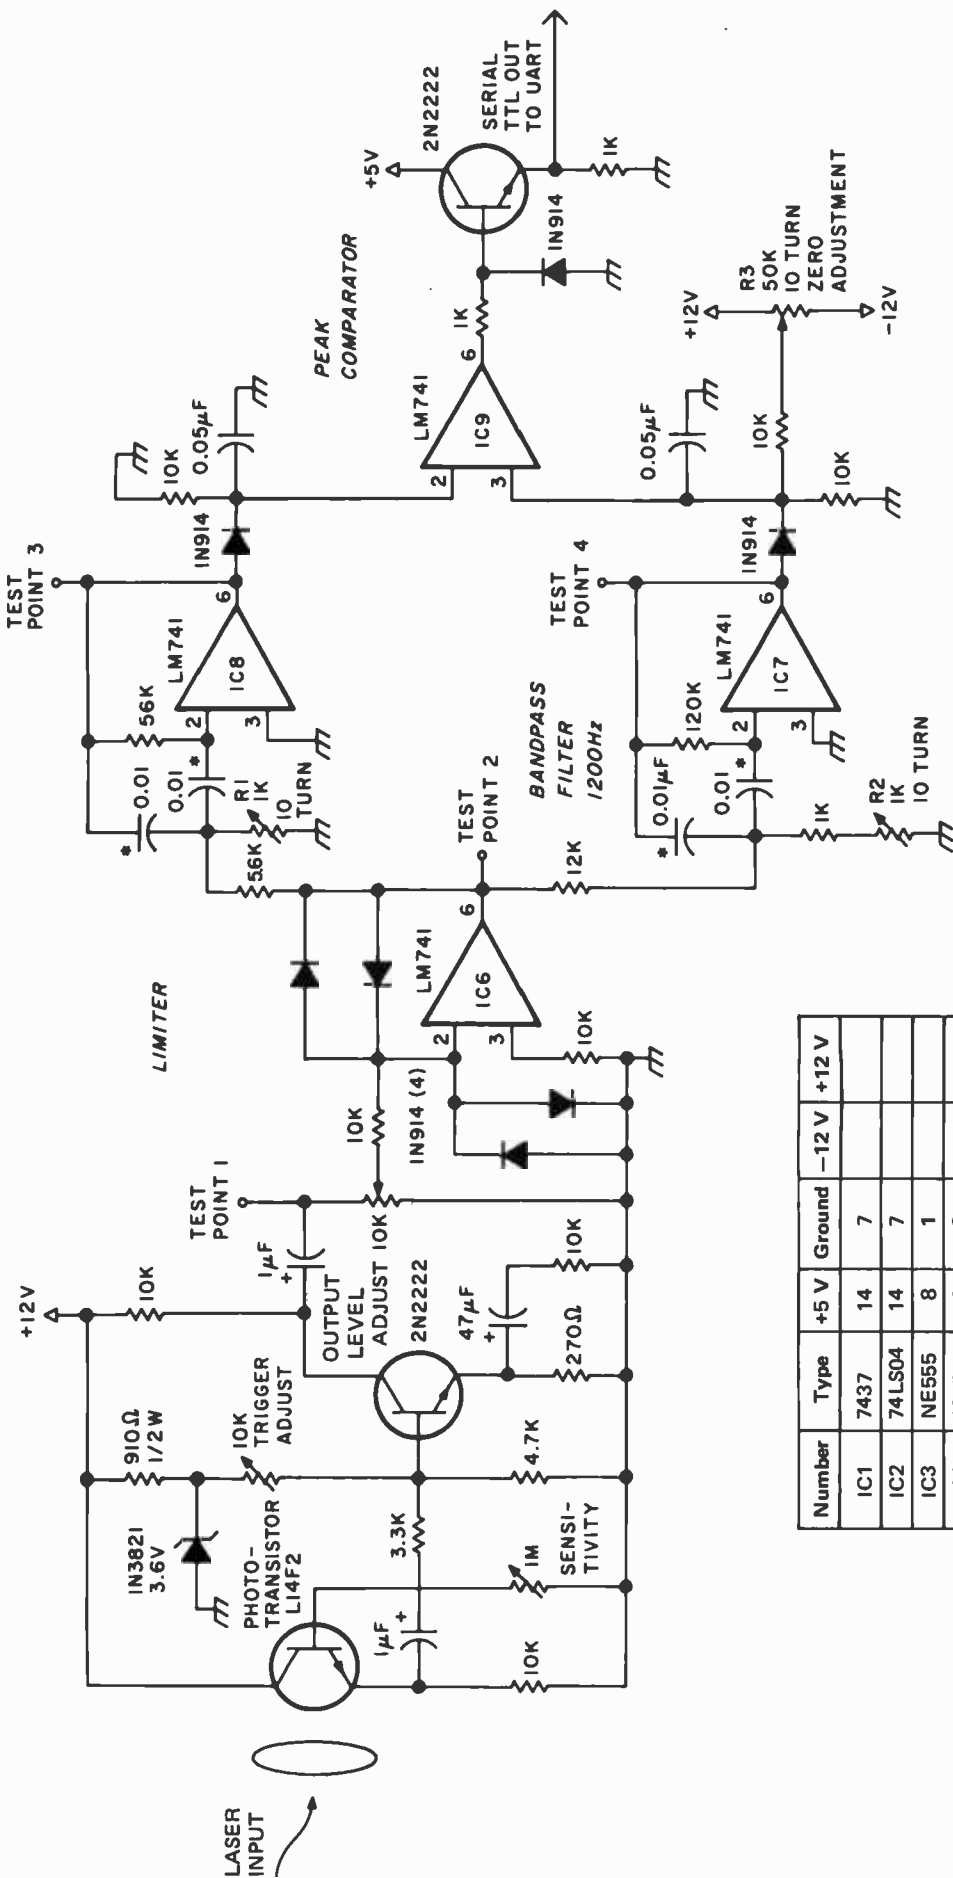 LASER
INPUT
PHOTO-
TRANSISTOR
L14F2
1µF
+
10K
1M
SENSI-
TIVITY
3.3K
4.7K
1N3821
3.6V
910Ω
1/2W
10K
TRIGGER
ADJUST
+12V
10K
2N2222
47µF
+
270Ω
10K
1µF
+
OUTPUT
LEVEL
ADJUST 10K
TEST
POINT 1
10K
1N914 (4)
LIMITER
2
3
LM741
IC6
6
10K
TEST
POINT 2
5.6K
*
0.01
0.01
*
R1
1K
10
TURN
56K
2
3
LM741
IC8
6
TEST
POINT 3
1N914
10K
0.05µF
12K
BANDPASS
FILTER
1200Hz
*
0.01µF
0.01
*
1K
R2
1K
10 TURN
120K
2
3
LM741
IC7
6
TEST
POINT 4
1N914
10K
10K
0.05µF
R3
50K
10 TURN
ZERO
ADJUSTMENT
+12V
-12V
PEAK
COMPARATOR
2
3
LM741
IC9
6
1K
1N914
+5V
2N2222
1K
SERIAL
TTL OUT
TO UART
Number Type +5 V Ground −12 V +12 V
IC1 7437 14 7
IC2 74LS04 14 7
IC3 NE555 8 1